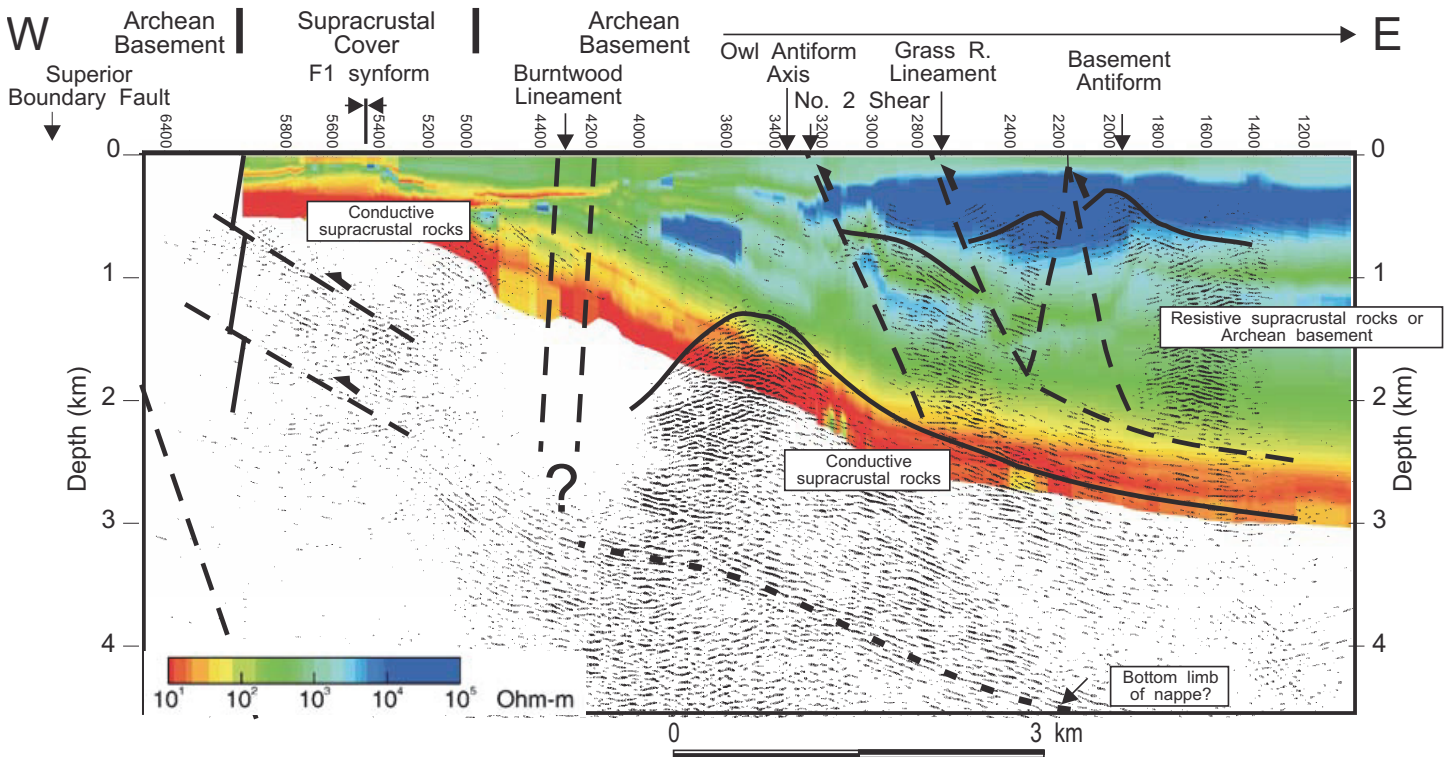 W
Archean
Basement
Supracrustal
Cover
F1 synform
Archean
Basement
E
Superior
Boundary Fault
Burntwood
Lineament
Owl Antiform
Axis
No. 2 Shear
Grass R.
Lineament
Basement
Antiform
6400 5800 5600 5400 5200 5000 4400 4200 4000 3600 3400 3200 3000 2800 2400 2200 2000 1800 1600 1400 1200
0
1
2
3
4
Depth (km)
0
1
2
3
4
Depth (km)
Conductive
supracrustal rocks
Resistive supracrustal rocks or
Archean basement
Conductive
supracrustal rocks
?
Bottom limb
of nappe?
10¹ 10² 10³ 10⁴ 10⁵ Ohm-m
0 3 km